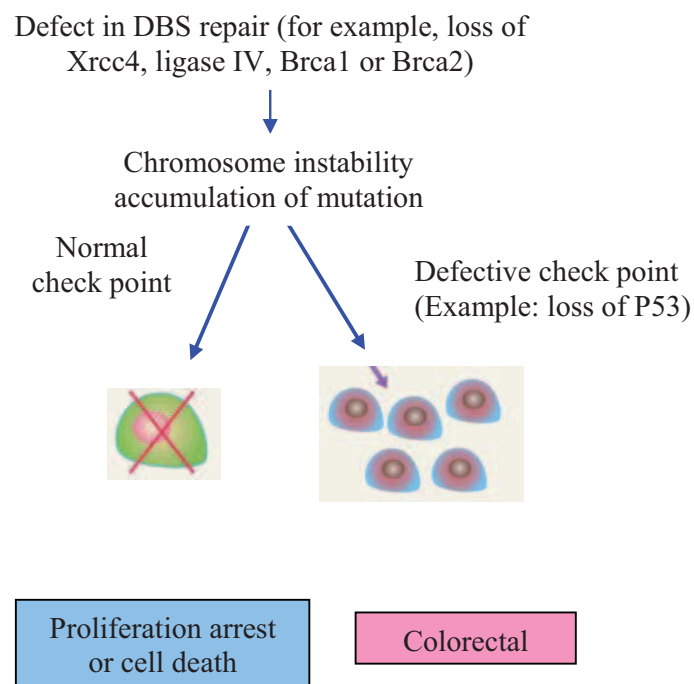 Defect in DBS repair (for example, loss of
Xrcc4, ligase IV, Brca1 or Brca2)
Chromosome instability
accumulation of mutation
Normal
check point
Defective check point
(Example: loss of P53)
Proliferation arrest
or cell death
Colorectal